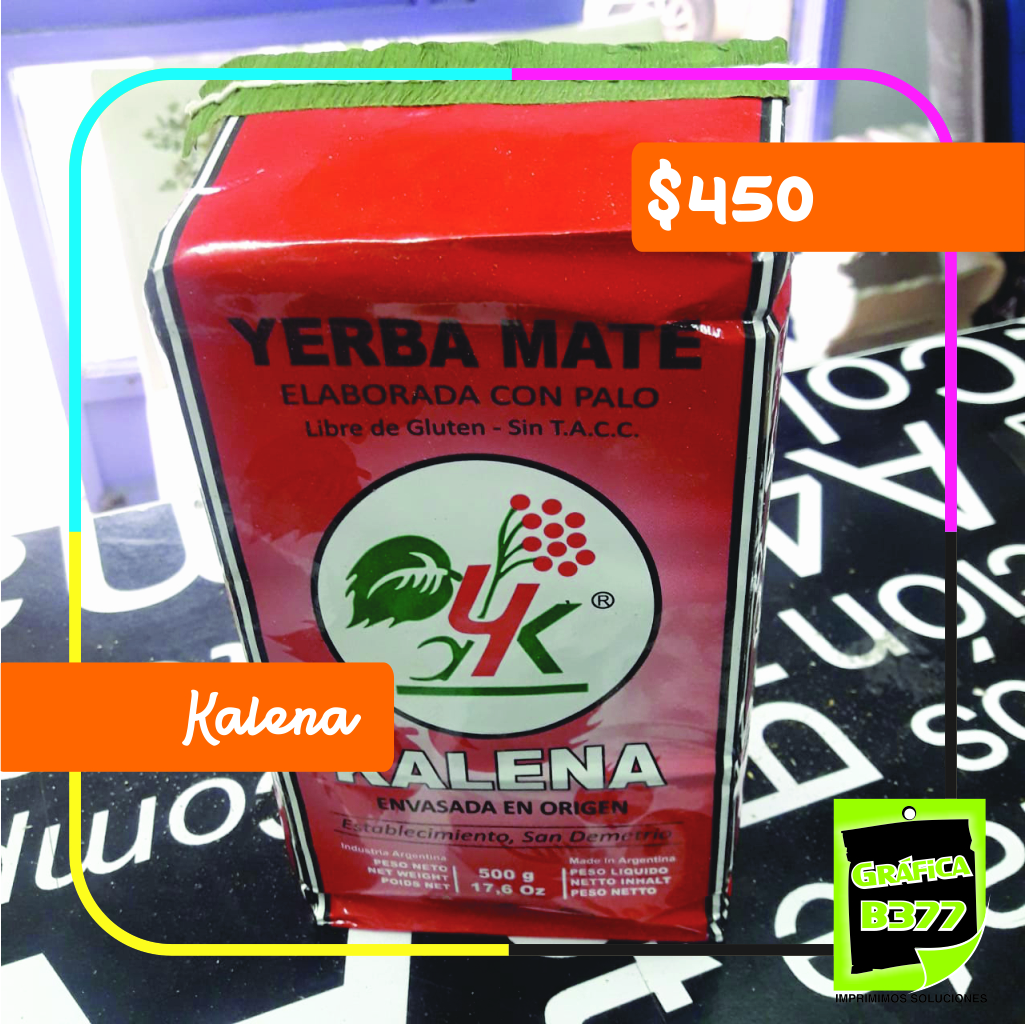 $450
YERBA MATE
ELABORADA CON PALO
Libre de Gluten - Sin T.A.C.C.
YK
®
Kalena
KALENA
ENVASADA EN ORIGEN
Establecimiento, San Demetrio
Industria Argentina
PESO NETO
NET WEIGHT
POIDS NET
500 g
17,6 Oz
Made in Argentina
PESO LIQUIDO
NETTO INHALT
PESO NETTO
GRÁFICA
B377
IMPRIMIMOS SOLUCIONES